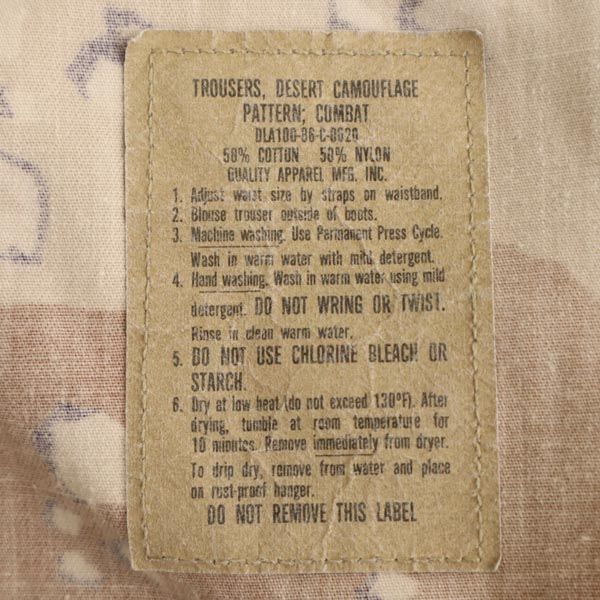 TROUSERS, DESERT CAMOUFLAGE
PATTERN; COMBAT
DLA100-86-C-0620
50% COTTON 50% NYLON
QUALITY APPAREL MFG. INC.
1. Adjust waist size by straps on waistband.
2. Blouse trouser outside of boots.
3. Machine washing. Use Permanent Press Cycle.
Wash in warm water with mild detergent.
4. Hand washing. Wash in warm water using mild
detergent. DO NOT WRING OR TWIST.
Rinse in clean warm water.
5. DO NOT USE CHLORINE BLEACH OR
STARCH.
6. Dry at low heat (do not exceed 130ºF). After
drying, tumble at room temperature for
10 minutes. Remove immediately from dryer.
To drip dry, remove from water and place
on rust-proof hanger.
DO NOT REMOVE THIS LABEL